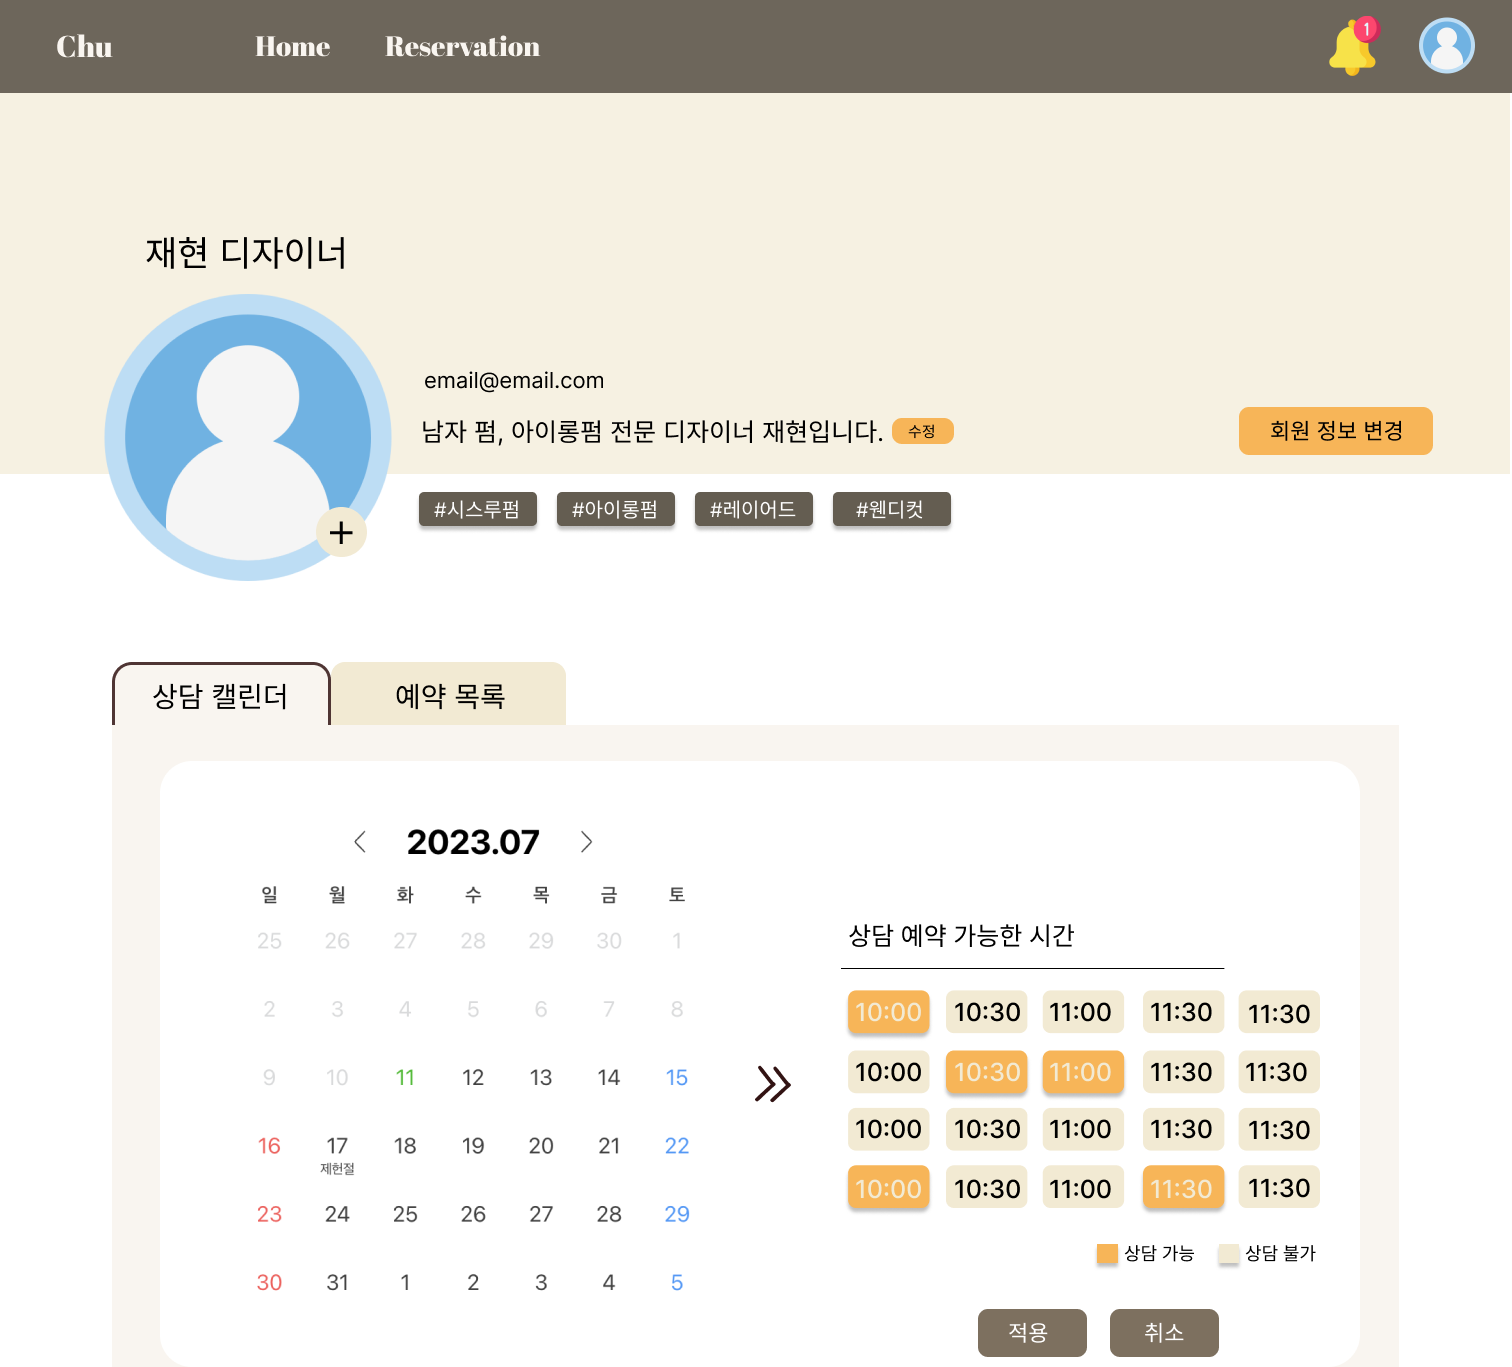 Chu Home Reservation 1
재현 디자이너
email@email.com
남자 펌, 아이롱펌 전문 디자이너 재현입니다. 수정 회원 정보 변경
#시스루펌 #아이롱펌 #레이어드 #웬디컷
+
상담 캘린더 예약 목록
< 2023.07 >
일 월 화 수 목 금 토
25 26 27 28 29 30 1
2 3 4 5 6 7 8
9 10 11 12 13 14 15
16 17 18 19 20 21 22
제헌절
23 24 25 26 27 28 29
30 31 1 2 3 4 5
상담 예약 가능한 시간
10:00 10:30 11:00 11:30 11:30
10:00 10:30 11:00 11:30 11:30
10:00 10:30 11:00 11:30 11:30
10:00 10:30 11:00 11:30 11:30
상담 가능 상담 불가
적용 취소